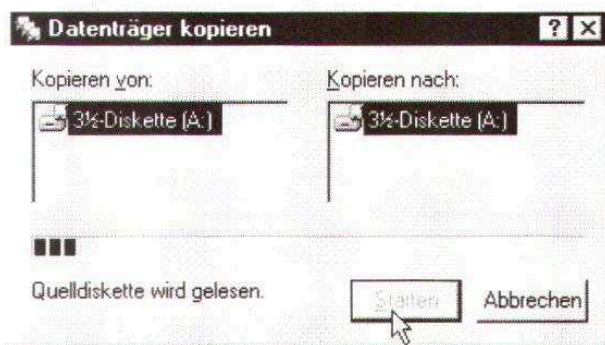 Datenträger kopieren
Kopieren von:
Kopieren nach:
3½-Diskette (A:)
3½-Diskette (A:)
Quelldiskette wird gelesen.
Starten
Abbrechen